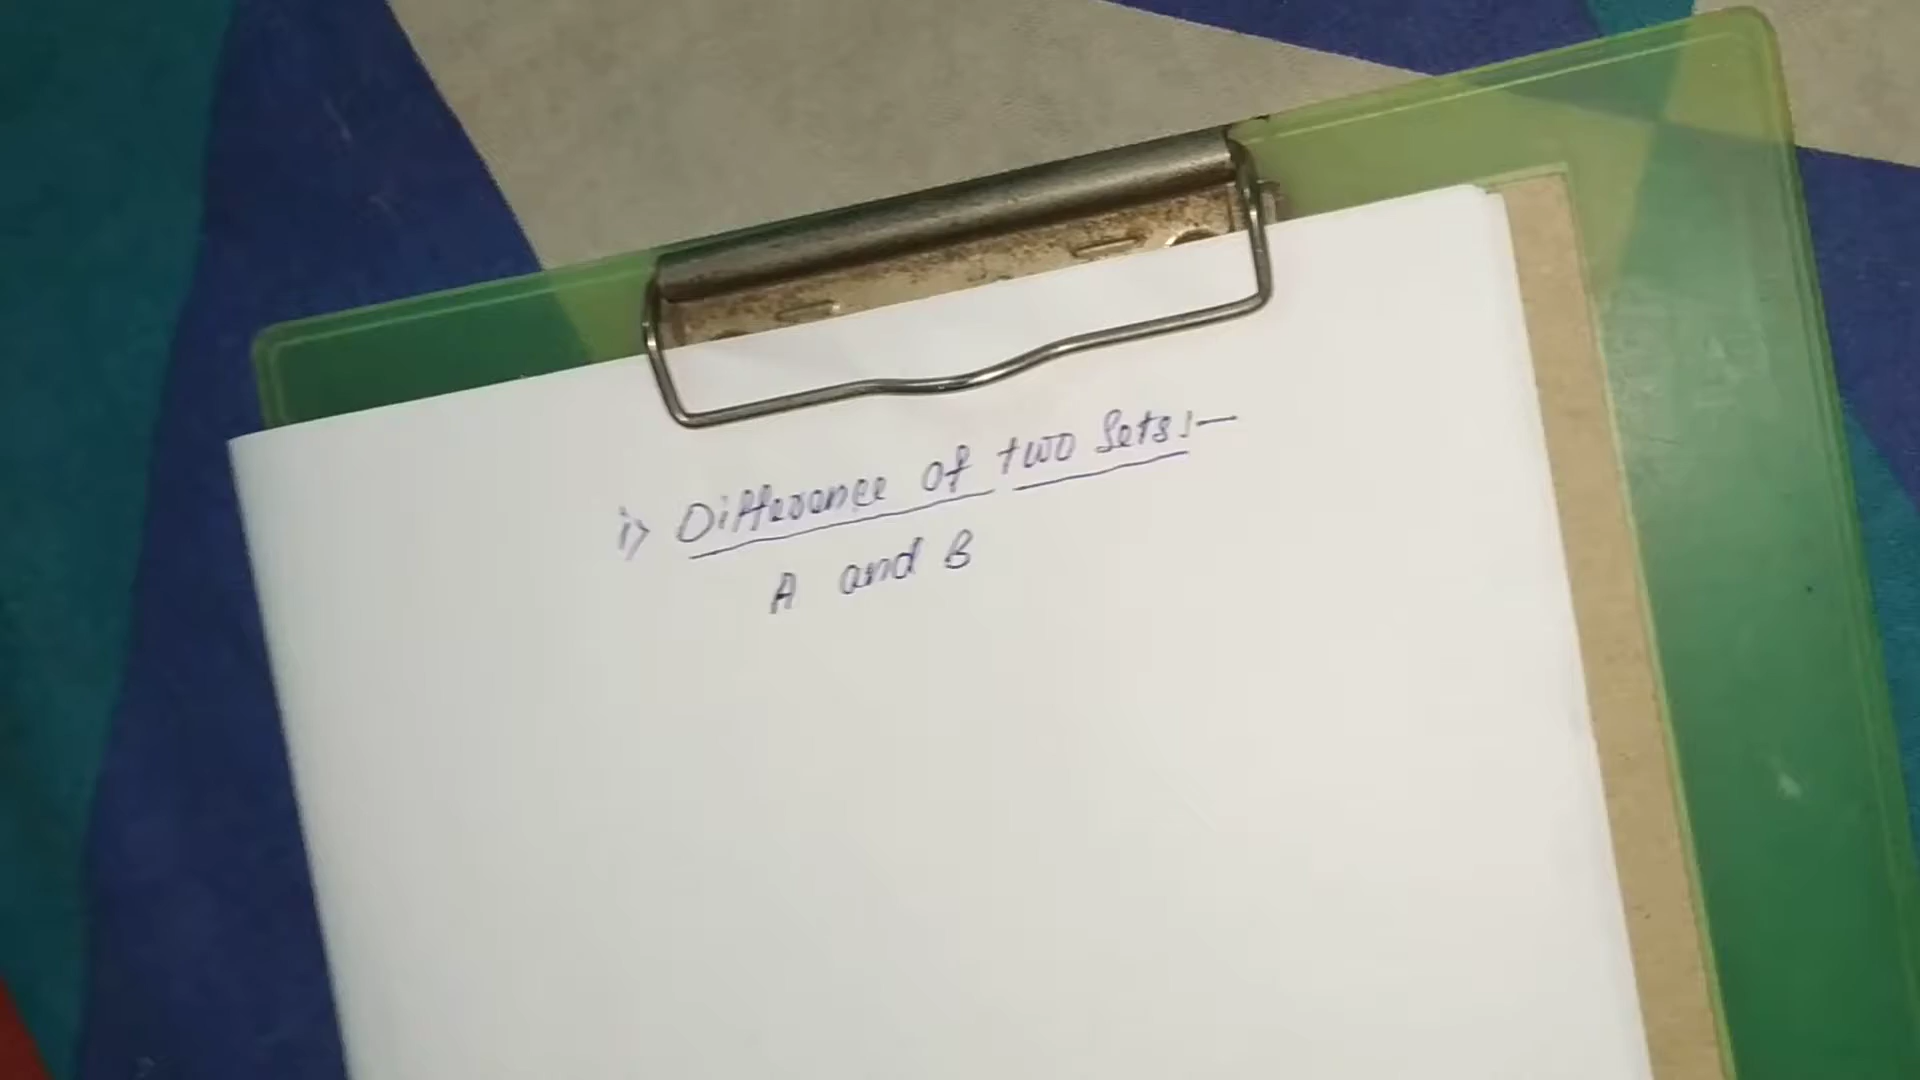 i> Difference of two Sets:-
A and B